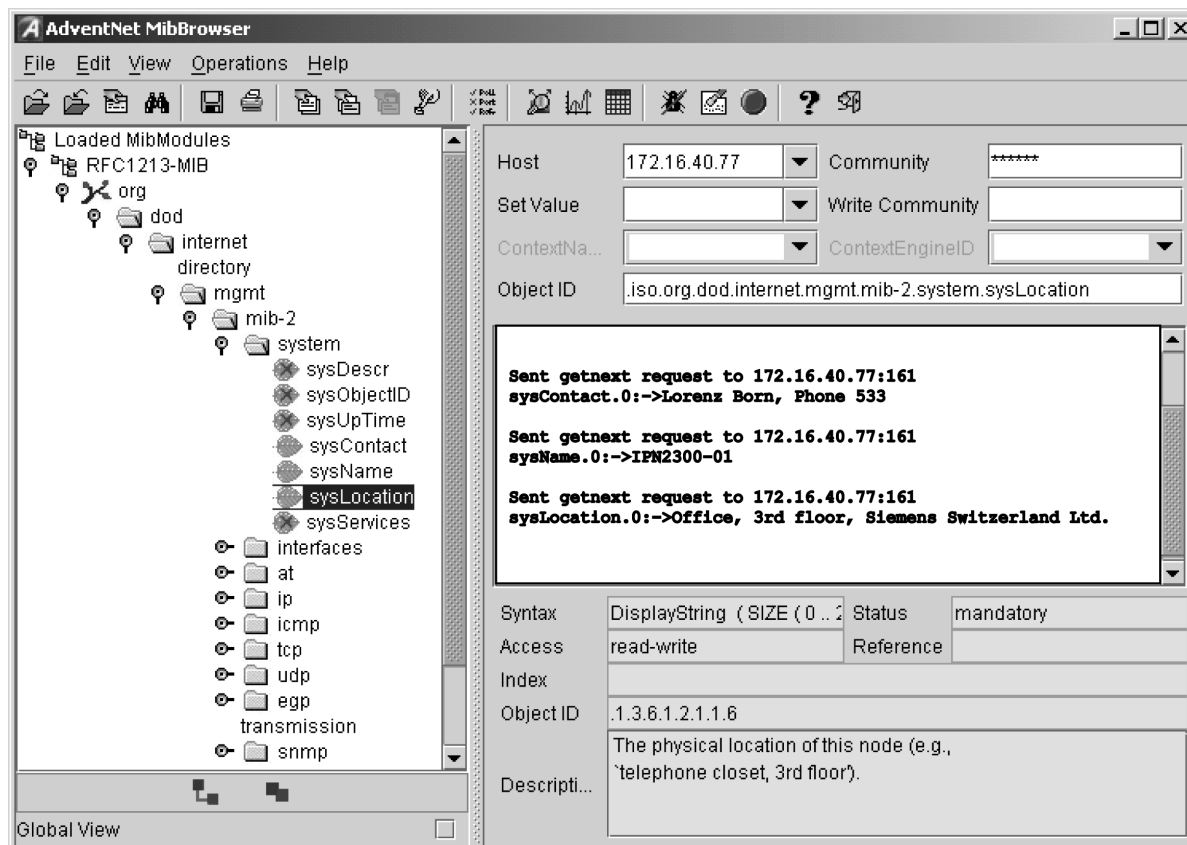 AdventNet MibBrowser
File Edit View Operations Help
Loaded MibModules
RFC1213-MIB
org
dod
internet
directory
mgmt
mib-2
system
sysDescr
sysObjectID
sysUpTime
sysContact
sysName
sysLocation
sysServices
interfaces
at
ip
icmp
tcp
udp
egp
transmission
snmp
Global View
Host 172.16.40.77 Community ******
Set Value Write Community
ContextNa... ContextEngineID
Object ID .iso.org.dod.internet.mgmt.mib-2.system.sysLocation
Sent getnext request to 172.16.40.77:161
sysContact.0:->Lorenz Born, Phone 533
Sent getnext request to 172.16.40.77:161
sysName.0:->IPN2300-01
Sent getnext request to 172.16.40.77:161
sysLocation.0:->Office, 3rd floor, Siemens Switzerland Ltd.
Syntax DisplayString ( SIZE ( 0 .. 2 Status mandatory
Access read-write Reference
Index
Object ID .1.3.6.1.2.1.1.6
Descripti... The physical location of this node (e.g.,
`telephone closet, 3rd floor').